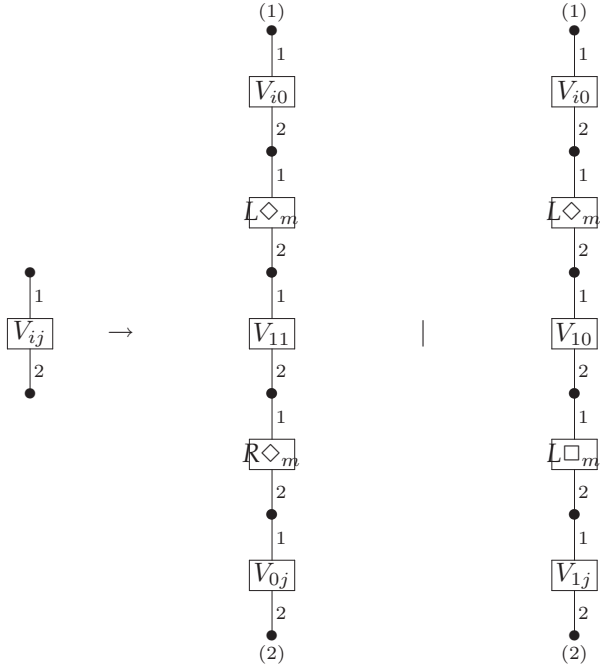 (1) (1)
1 1
V_{i0} V_{i0}
2 2
1 1
L◇_m L◇_m
2 2
1 1 1
V_{ij} → V_{11} | V_{10}
2 2 2
1 1
R◇_m L□_m
2 2
1 1
V_{0j} V_{1j}
2 2
(2) (2)